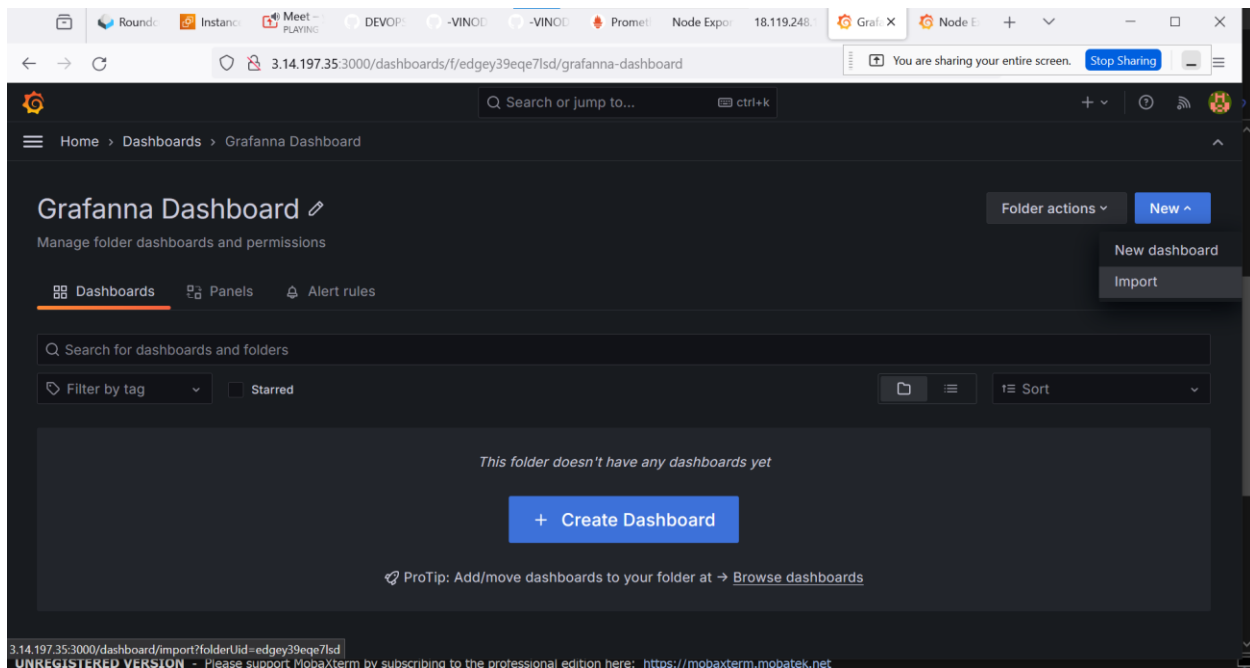 Roundc Instanc Meet – DEVOPS -VINOD -VINOD Prometh Node Expor 18.119.248.1 Grafa Node E
PLAYING
3.14.197.35:3000/dashboards/f/edgey39eqe7lsd/grafanna-dashboard
You are sharing your entire screen. Stop Sharing
Search or jump to... ctrl+k
Home › Dashboards › Grafanna Dashboard
Grafanna Dashboard
Folder actions New
Manage folder dashboards and permissions
New dashboard
Dashboards Panels Alert rules
Import
Search for dashboards and folders
Filter by tag Starred Sort
This folder doesn't have any dashboards yet
+ Create Dashboard
ProTip: Add/move dashboards to your folder at -> Browse dashboards
3.14.197.35:3000/dashboard/import?folderUid=edgey39eqe7lsd
UNREGISTERED VERSION - Please support MobaXterm by subscribing to the professional edition here: https://mobaxterm.mobatek.net